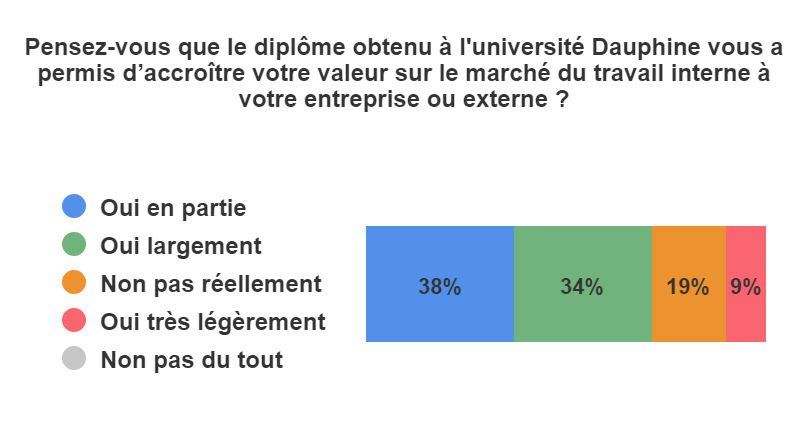 Pensez-vous que le diplôme obtenu à l'université Dauphine vous a
permis d’accroître votre valeur sur le marché du travail interne à
votre entreprise ou externe ?
Oui en partie
Oui largement
Non pas réellement
Oui très légèrement
Non pas du tout
38%
34%
19%
9%